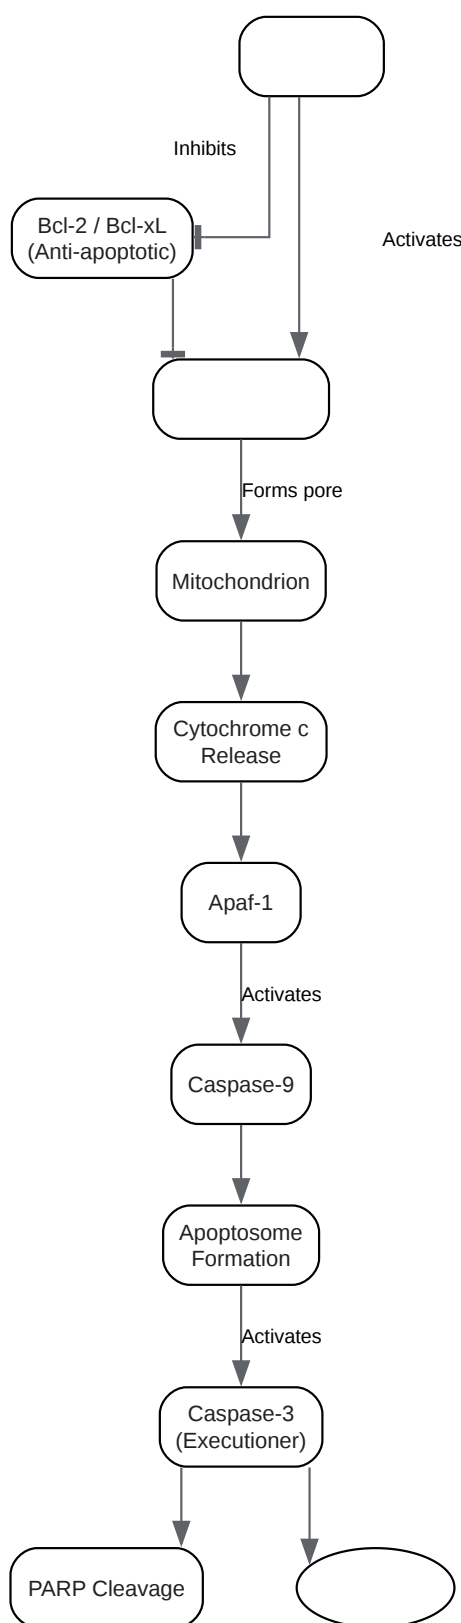 Inhibits
Bcl-2 / Bcl-xL
(Anti-apoptotic)
Activates
Forms pore
Mitochondrion
Cytochrome c
Release
Apaf-1
Activates
Caspase-9
Apoptosome
Formation
Activates
Caspase-3
(Executioner)
PARP Cleavage